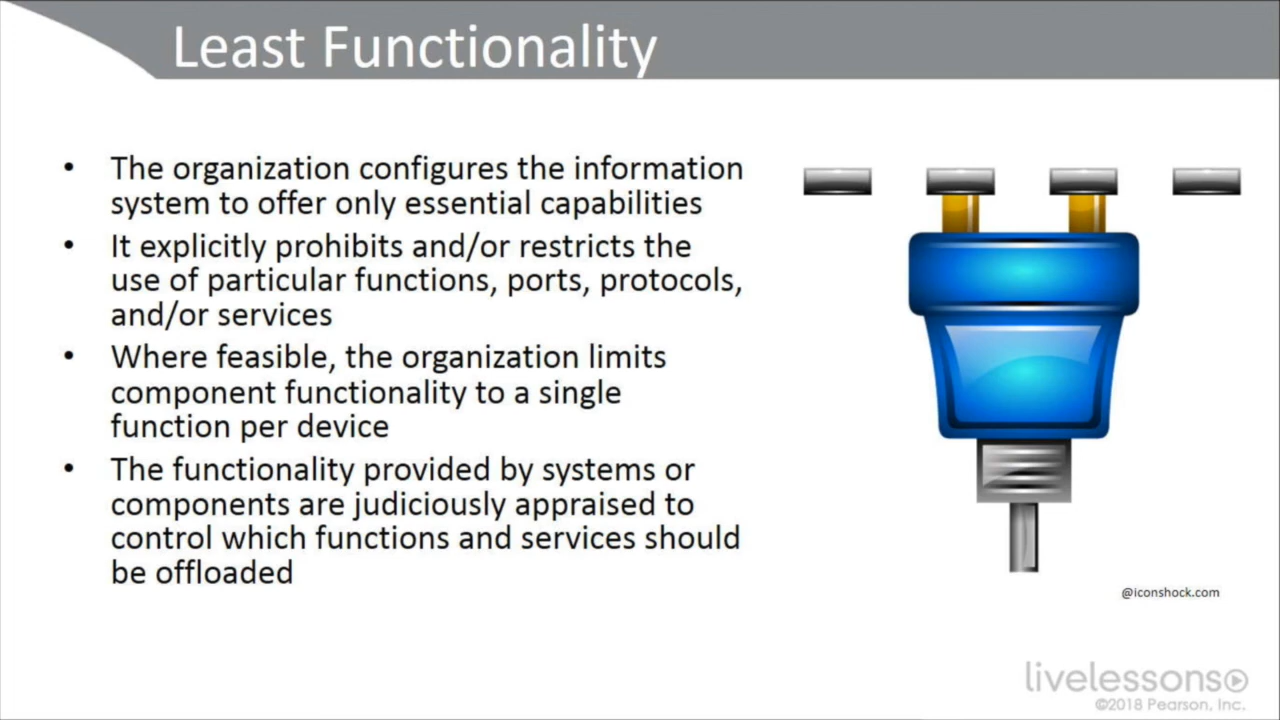 Least Functionality
• The organization configures the information
system to offer only essential capabilities
• It explicitly prohibits and/or restricts the
use of particular functions, ports, protocols,
and/or services
• Where feasible, the organization limits
component functionality to a single
function per device
• The functionality provided by systems or
components are judiciously appraised to
control which functions and services should
be offloaded
@iconshock.com
livelessons
©2018 Pearson, Inc.